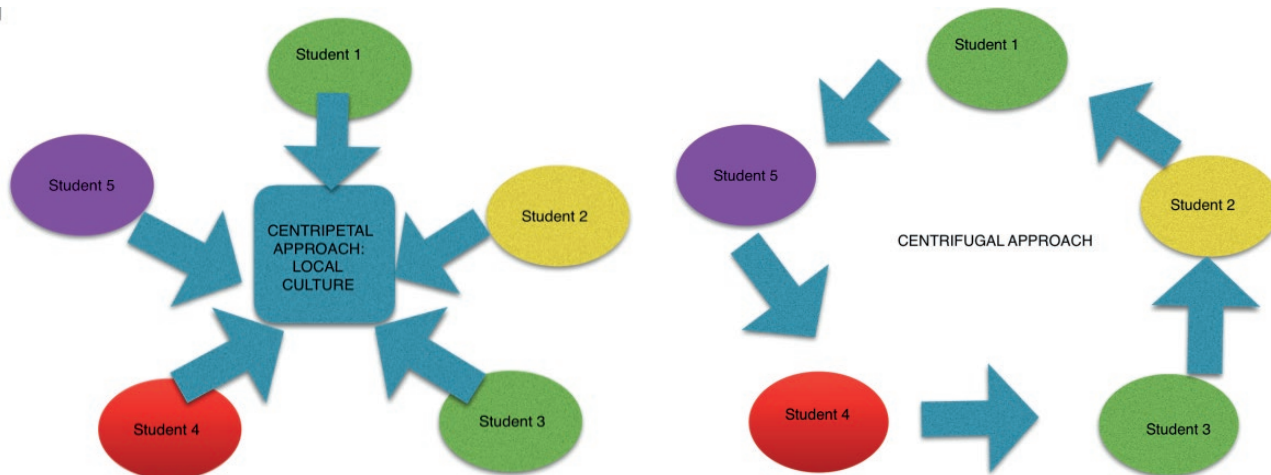 Student 1
Student 5
Student 2
CENTRIPETAL
APPROACH:
LOCAL
CULTURE
Student 4
Student 3
Student 1
Student 5
Student 2
CENTRIFUGAL APPROACH
Student 4
Student 3